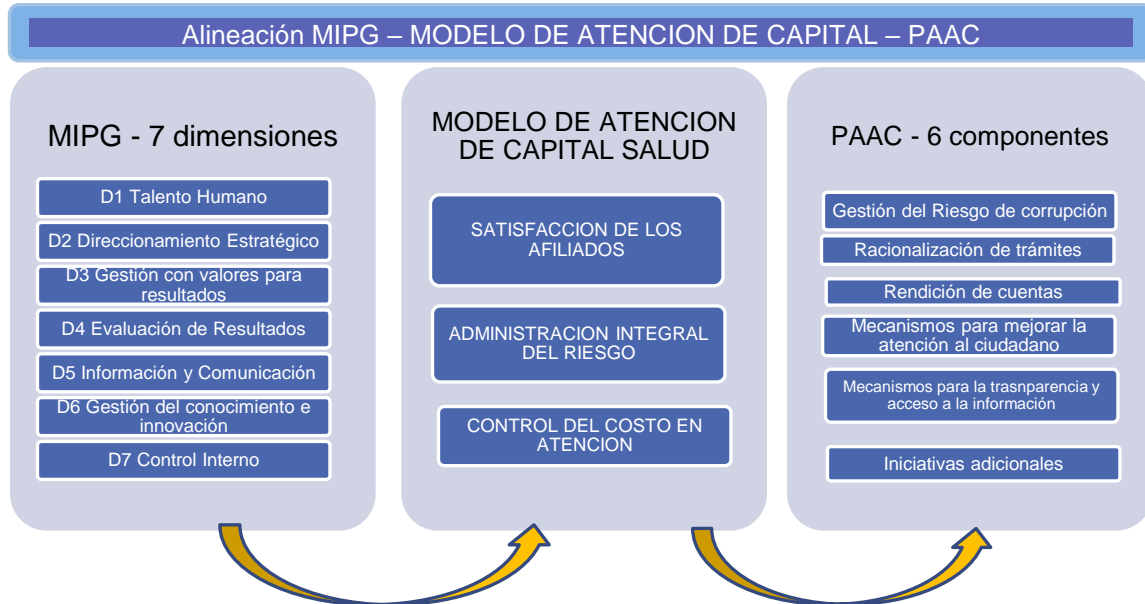 Alineación MIPG – MODELO DE ATENCION DE CAPITAL – PAAC
MIPG - 7 dimensiones
D1 Talento Humano
D2 Direccionamiento Estratégico
D3 Gestión con valores para
resultados
D4 Evaluación de Resultados
D5 Información y Comunicación
D6 Gestión del conocimiento e
innovación
D7 Control Interno
MODELO DE ATENCION
DE CAPITAL SALUD
SATISFACCION DE LOS
AFILIADOS
ADMINISTRACION INTEGRAL
DEL RIESGO
CONTROL DEL COSTO EN
ATENCION
PAAC - 6 componentes
Gestión del Riesgo de corrupción
Racionalización de trámites
Rendición de cuentas
Mecanismos para mejorar la
atención al ciudadano
Mecanismos para la trasnparencia y
acceso a la información
Iniciativas adicionales